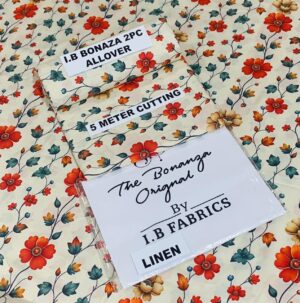 I.B BONAZA 2PC
ALLOVER
5 METER CUTTING
The Bonanza
Orignal
By
I.B FABRICS
LINEN